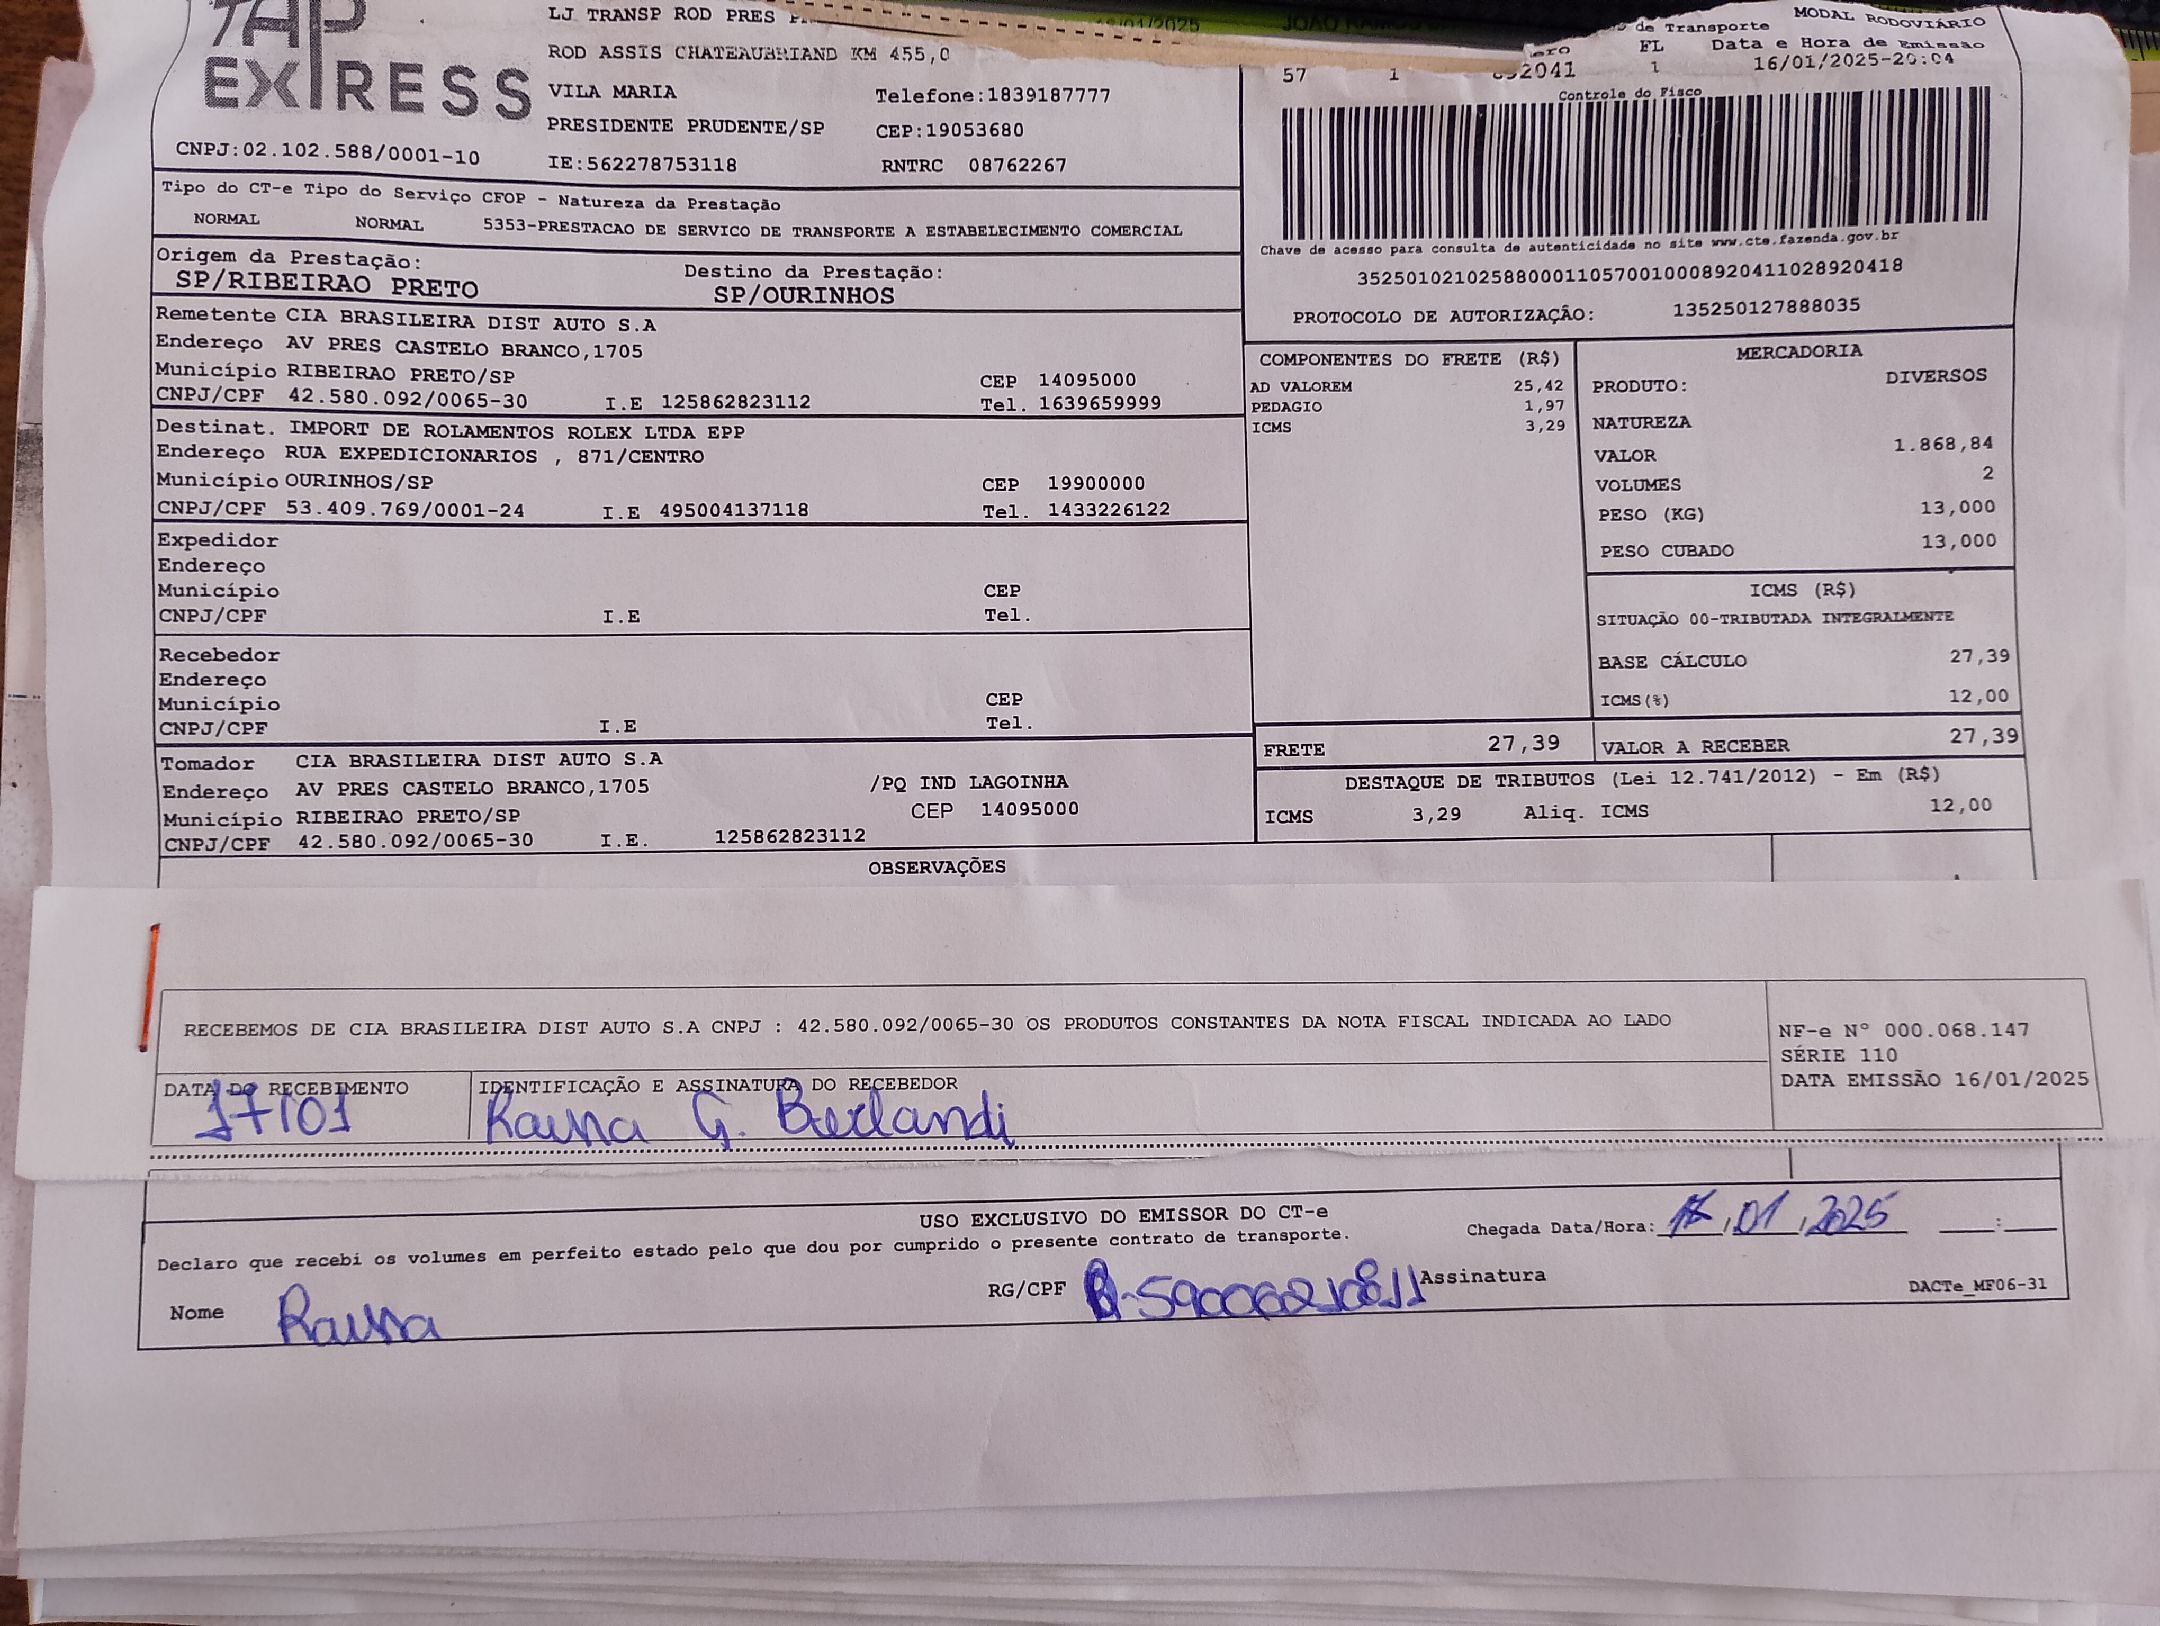 TAP
EXPRESS
LJ TRANSP ROD PRES
ROD ASSIS CHATEAUBRIAND KM 455,0
VILA MARIA Telefone:1839187777
PRESIDENTE PRUDENTE/SP CEP:19053680
CNPJ:02.102.588/0001-10 IE:562278753118 RNTRC 08762267
de Transporte MODAL RODOVIÁRIO
FL Data e Hora de Emissão
57 1 892041 1 16/01/2025-20:04
Controle do Fisco
Chave de acesso para consulta de autenticidade no site www.cte.fazenda.gov.br
35250102102588000110570010008920411028920418
PROTOCOLO DE AUTORIZAÇÃO: 135250127888035
Tipo do CT-e Tipo do Serviço CFOP - Natureza da Prestação
NORMAL NORMAL 5353-PRESTACAO DE SERVICO DE TRANSPORTE A ESTABELECIMENTO COMERCIAL
Origem da Prestação: Destino da Prestação:
SP/RIBEIRAO PRETO SP/OURINHOS
Remetente CIA BRASILEIRA DIST AUTO S.A
Endereço AV PRES CASTELO BRANCO,1705
Município RIBEIRAO PRETO/SP CEP 14095000
CNPJ/CPF 42.580.092/0065-30 I.E 125862823112 Tel. 1639659999
Destinat. IMPORT DE ROLAMENTOS ROLEX LTDA EPP
Endereço RUA EXPEDICIONARIOS , 871/CENTRO
Município OURINHOS/SP CEP 19900000
CNPJ/CPF 53.409.769/0001-24 I.E 495004137118 Tel. 1433226122
Expedidor
Endereço
Município CEP
CNPJ/CPF I.E Tel.
Recebedor
Endereço
Município CEP
CNPJ/CPF I.E Tel.
Tomador CIA BRASILEIRA DIST AUTO S.A
Endereço AV PRES CASTELO BRANCO,1705 /PQ IND LAGOINHA
Município RIBEIRAO PRETO/SP CEP 14095000
CNPJ/CPF 42.580.092/0065-30 I.E. 125862823112
COMPONENTES DO FRETE (R$)
AD VALOREM 25,42
PEDAGIO 1,97
ICMS 3,29
MERCADORIA
PRODUTO: DIVERSOS
NATUREZA
VALOR 1.868,84
VOLUMES 2
PESO (KG) 13,000
PESO CUBADO 13,000
ICMS (R$)
SITUAÇÃO 00-TRIBUTADA INTEGRALMENTE
BASE CÁLCULO 27,39
ICMS(%) 12,00
FRETE 27,39 VALOR A RECEBER 27,39
DESTAQUE DE TRIBUTOS (Lei 12.741/2012) - Em (R$)
ICMS 3,29 Aliq. ICMS 12,00
OBSERVAÇÕES
RECEBEMOS DE CIA BRASILEIRA DIST AUTO S.A CNPJ : 42.580.092/0065-30 OS PRODUTOS CONSTANTES DA NOTA FISCAL INDICADA AO LADO
NF-e N° 000.068.147
SÉRIE 110
DATA EMISSÃO 16/01/2025
DATA DO RECEBIMENTO IDENTIFICAÇÃO E ASSINATURA DO RECEBEDOR
17/01 G. Berlandi
USO EXCLUSIVO DO EMISSOR DO CT-e
Declaro que recebi os volumes em perfeito estado pelo que dou por cumprido o presente contrato de transporte. Chegada Data/Hora: /01/2025 :
Nome RG/CPF Assinatura
DACTe_MF06-31